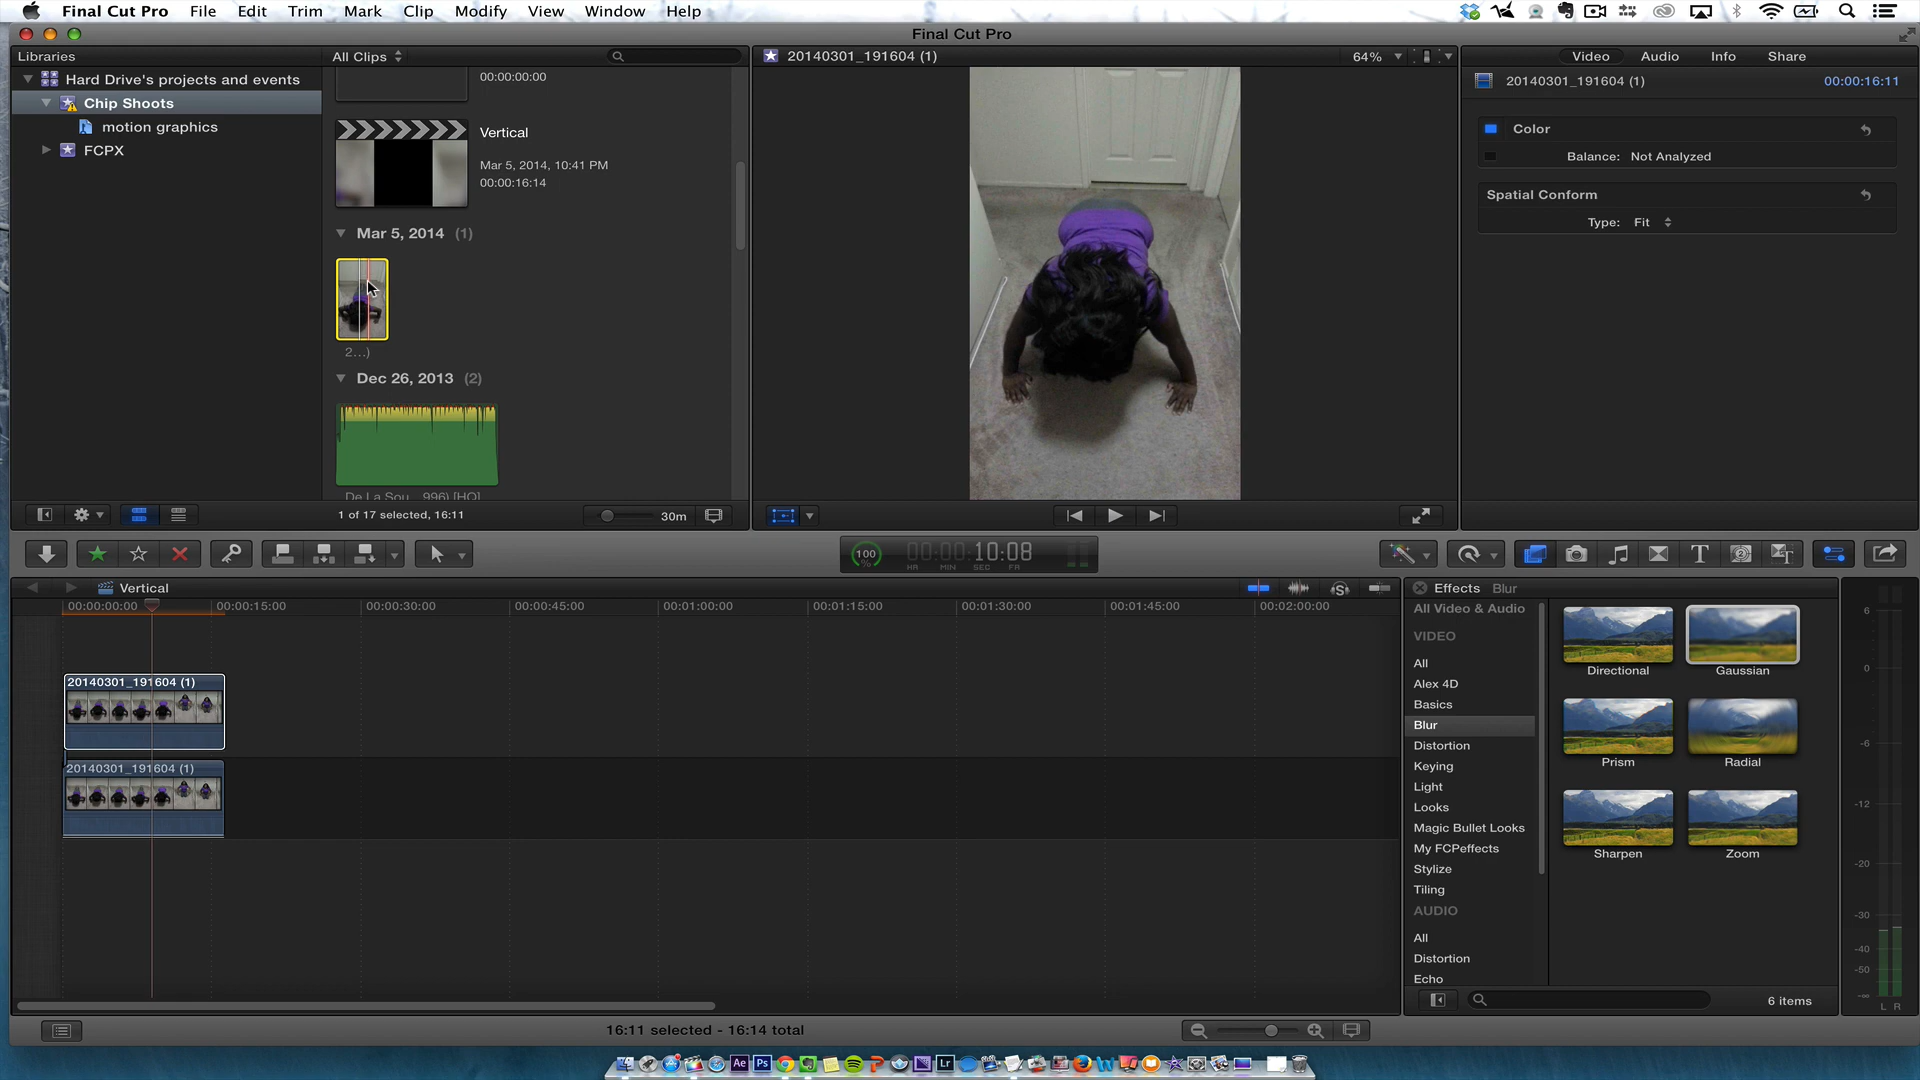 Final Cut Pro File Edit Trim Mark Clip Modify View Window Help
Final Cut Pro
Libraries
Hard Drive's projects and events
Chip Shoots
motion graphics
FCPX
All Clips
00:00:00:00
Vertical
Mar 5, 2014, 10:41 PM
00:00:16:14
Mar 5, 2014 (1)
2...)
Dec 26, 2013 (2)
De La Sou... 996) [HQ]
1 of 17 selected, 16:11
30m
20140301_191604 (1)
64%
Video Audio Info Share
20140301_191604 (1) 00:00:16:11
Color
Balance: Not Analyzed
Spatial Conform
Type: Fit
100
%
00:00:10:08
HR MIN SEC FR
Vertical
00:00:00:00 00:00:15:00 00:00:30:00 00:00:45:00 00:01:00:00 00:01:15:00 00:01:30:00 00:01:45:00 00:02:00:00
20140301_191604 (1)
20140301_191604 (1)
Effects Blur
All Video & Audio
VIDEO
All
Alex 4D
Basics
Blur
Distortion
Keying
Light
Looks
Magic Bullet Looks
My FCPeffects
Stylize
Tiling
AUDIO
All
Distortion
Echo
Directional Gaussian
Prism Radial
Sharpen Zoom
6 items
6
0
-6
-12
-20
-30
-40
-50
-∞
L R
16:11 selected - 16:14 total
Ae Ps Lr